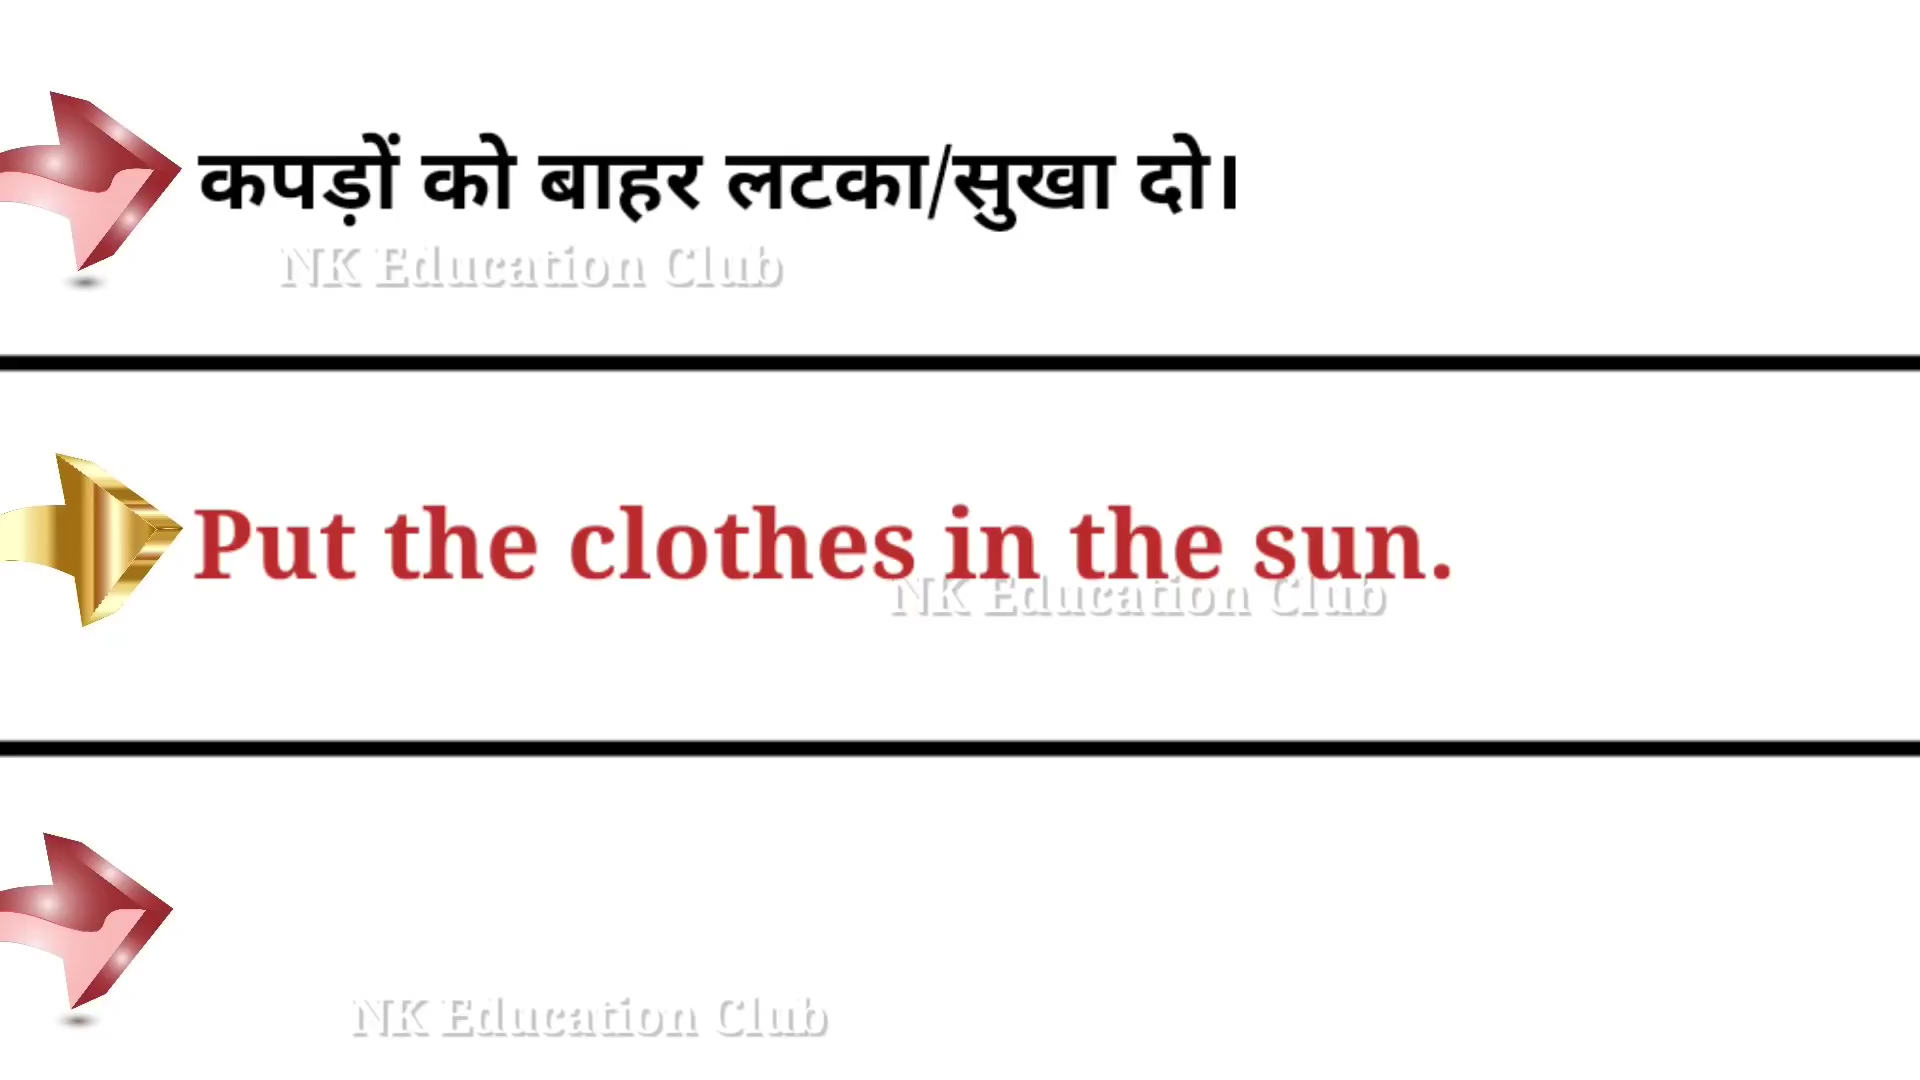 कपड़ों को बाहर लटका/सुखा दो।
NK Education Club
Put the clothes in the sun.
NK Education Club
NK Education Club